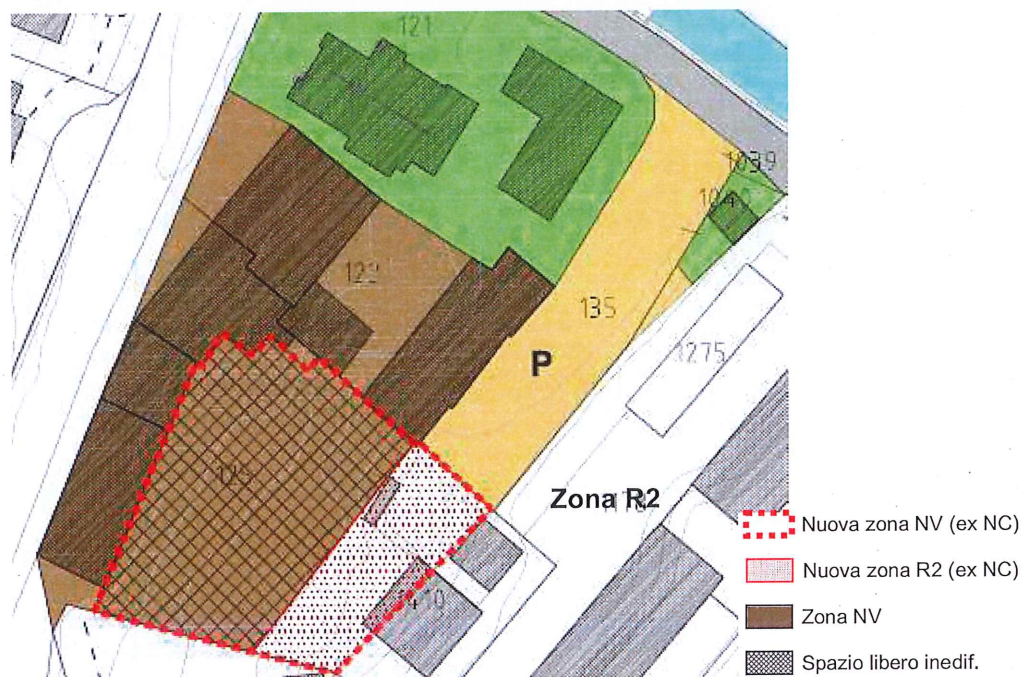 121
1039
122
135
1275
P
Zona R2
Nuova zona NV (ex NC)
Nuova zona R2 (ex NC)
Zona NV
Spazio libero inedif.